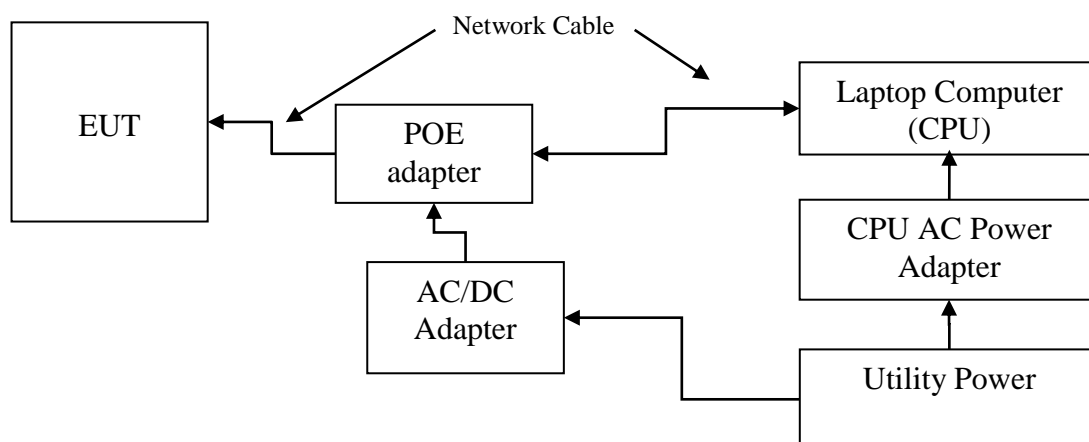 Network Cable
EUT
POE
adapter
Laptop Computer
(CPU)
CPU AC Power
Adapter
AC/DC
Adapter
Utility Power